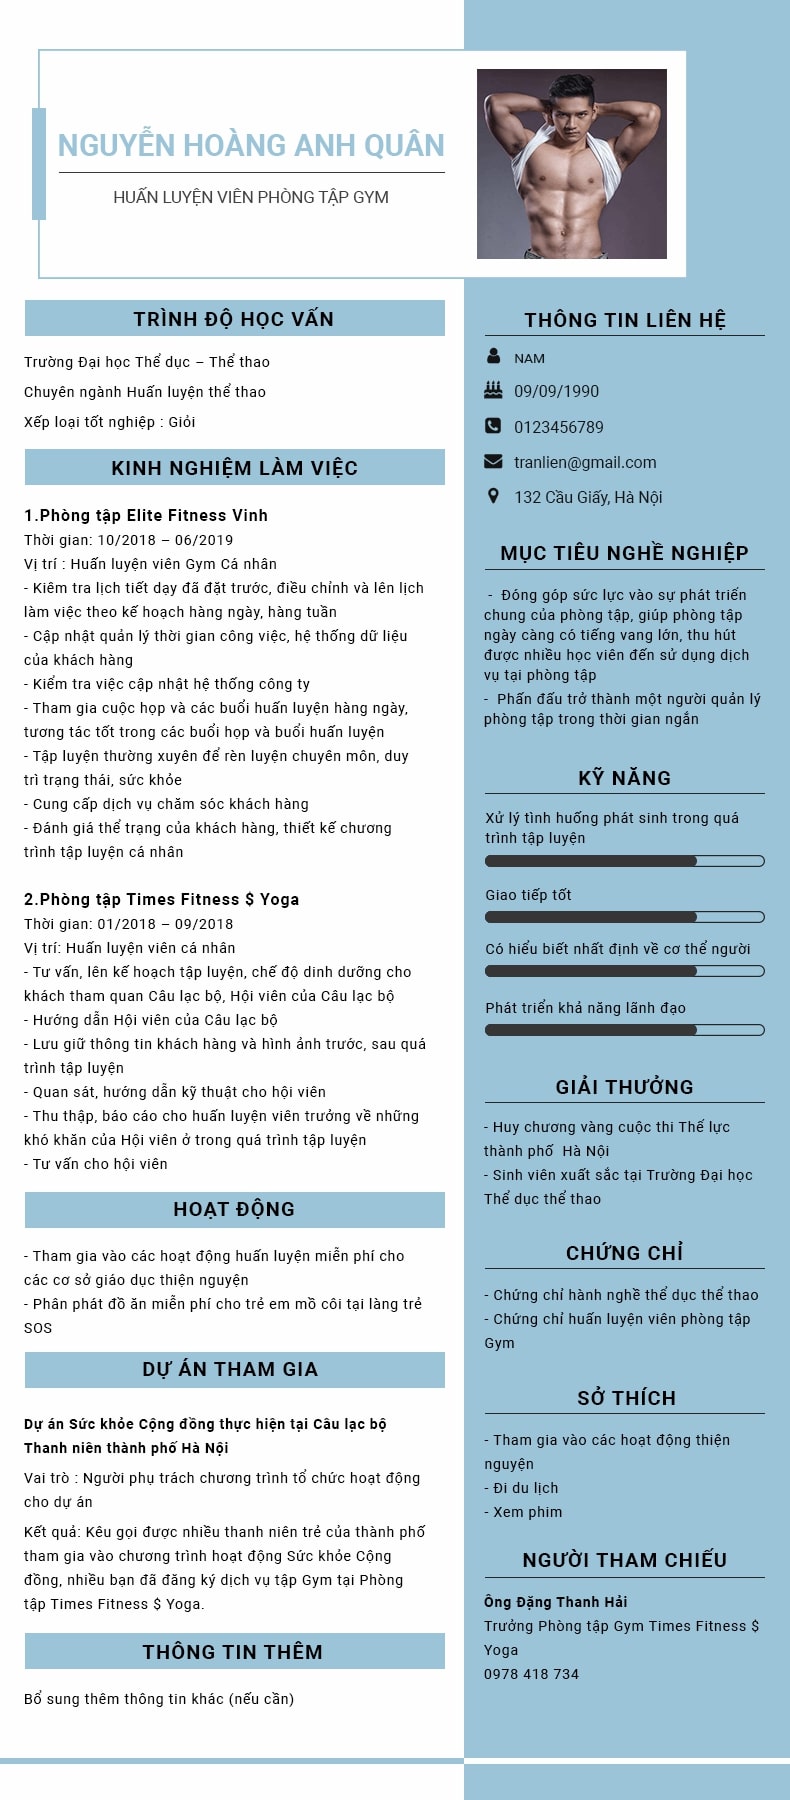 NGUYỄN HOÀNG ANH QUÂN
HUẤN LUYỆN VIÊN PHÒNG TẬP GYM
TRÌNH ĐỘ HỌC VẤN
Trường Đại học Thể dục – Thể thao
Chuyên ngành Huấn luyện thể thao
Xếp loại tốt nghiệp : Giỏi
KINH NGHIỆM LÀM VIỆC
1.Phòng tập Elite Fitness Vinh
Thời gian: 10/2018 – 06/2019
Vị trí : Huấn luyện viên Gym Cá nhân
- Kiêm tra lịch tiết dạy đã đặt trước, điều chỉnh và lên lịch
làm việc theo kế hoạch hàng ngày, hàng tuần
- Cập nhật quản lý thời gian công việc, hệ thống dữ liệu
của khách hàng
- Kiểm tra việc cập nhật hệ thống công ty
- Tham gia cuộc họp và các buổi huấn luyện hàng ngày,
tương tác tốt trong các buổi họp và buổi huấn luyện
- Tập luyện thường xuyên để rèn luyện chuyên môn, duy
trì trạng thái, sức khỏe
- Cung cấp dịch vụ chăm sóc khách hàng
- Đánh giá thể trạng của khách hàng, thiết kế chương
trình tập luyện cá nhân
2.Phòng tập Times Fitness $ Yoga
Thời gian: 01/2018 – 09/2018
Vị trí: Huấn luyện viên cá nhân
- Tư vấn, lên kế hoạch tập luyện, chế độ dinh dưỡng cho
khách tham quan Câu lạc bộ, Hội viên của Câu lạc bộ
- Hướng dẫn Hội viên của Câu lạc bộ
- Lưu giữ thông tin khách hàng và hình ảnh trước, sau quá
trình tập luyện
- Quan sát, hướng dẫn kỹ thuật cho hội viên
- Thu thập, báo cáo cho huấn luyện viên trưởng về những
khó khăn của Hội viên ở trong quá trình tập luyện
- Tư vấn cho hội viên
HOẠT ĐỘNG
- Tham gia vào các hoạt động huấn luyện miễn phí cho
các cơ sở giáo dục thiện nguyện
- Phân phát đồ ăn miễn phí cho trẻ em mồ côi tại làng trẻ
SOS
DỰ ÁN THAM GIA
Dự án Sức khỏe Cộng đồng thực hiện tại Câu lạc bộ
Thanh niên thành phố Hà Nội
Vai trò : Người phụ trách chương trình tổ chức hoạt động
cho dự án
Kết quả: Kêu gọi được nhiều thanh niên trẻ của thành phố
tham gia vào chương trình hoạt động Sức khỏe Cộng
đồng, nhiều bạn đã đăng ký dịch vụ tập Gym tại Phòng
tập Times Fitness $ Yoga.
THÔNG TIN THÊM
Bổ sung thêm thông tin khác (nếu cần)
THÔNG TIN LIÊN HỆ
NAM
09/09/1990
0123456789
tranlien@gmail.com
132 Cầu Giấy, Hà Nội
MỤC TIÊU NGHỀ NGHIỆP
- Đóng góp sức lực vào sự phát triển
chung của phòng tập, giúp phòng tập
ngày càng có tiếng vang lớn, thu hút
được nhiều học viên đến sử dụng dịch
vụ tại phòng tập
- Phấn đấu trở thành một người quản lý
phòng tập trong thời gian ngắn
KỸ NĂNG
Xử lý tình huống phát sinh trong quá
trình tập luyện
Giao tiếp tốt
Có hiểu biết nhất định về cơ thể người
Phát triển khả năng lãnh đạo
GIẢI THƯỞNG
- Huy chương vàng cuộc thi Thể lực
thành phố Hà Nội
- Sinh viên xuất sắc tại Trường Đại học
Thể dục thể thao
CHỨNG CHỈ
- Chứng chỉ hành nghề thể dục thể thao
- Chứng chỉ huấn luyện viên phòng tập
Gym
SỞ THÍCH
- Tham gia vào các hoạt động thiện
nguyện
- Đi du lịch
- Xem phim
NGƯỜI THAM CHIẾU
Ông Đặng Thanh Hải
Trưởng Phòng tập Gym Times Fitness $
Yoga
0978 418 734